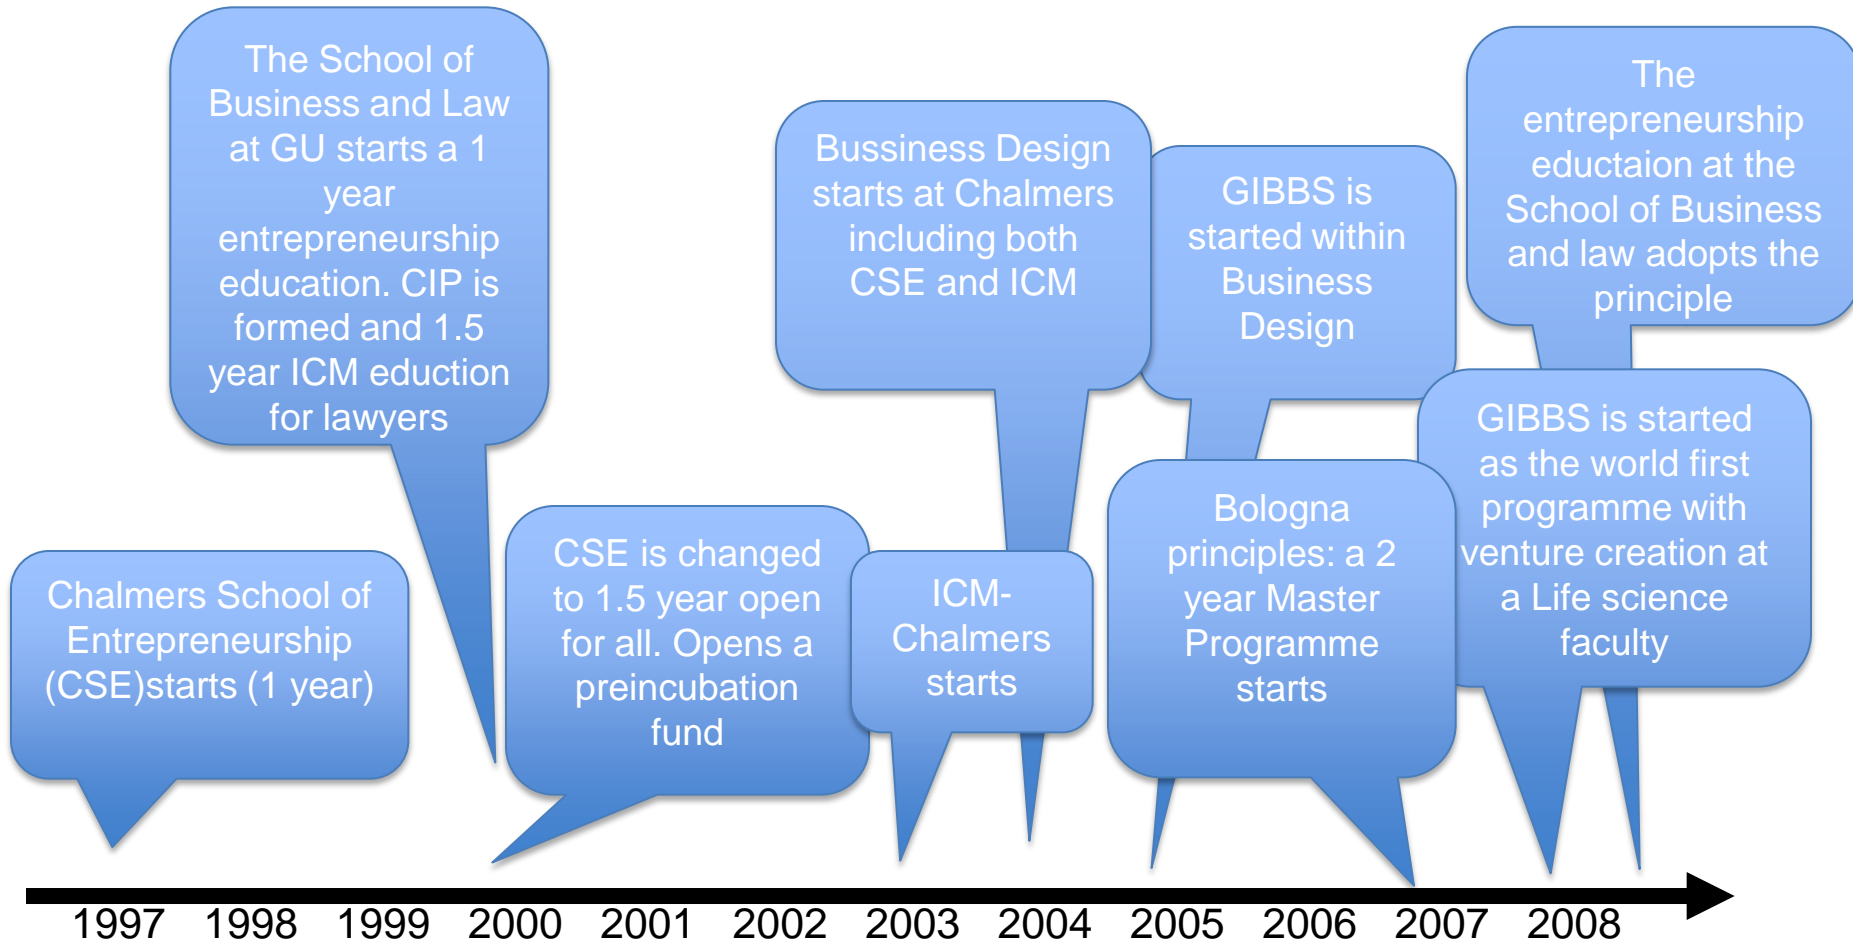 The School of
Business and Law
at GU starts a 1
year
entrepreneurship
education. CIP is
formed and 1.5
year ICM eduction
for lawyers
Bussiness Design
starts at Chalmers
including both
CSE and ICM
GIBBS is
started within
Business
Design
The
entrepreneurship
eductaion at the
School of Business
and law adopts the
principle
Chalmers School of
Entrepreneurship
(CSE)starts (1 year)
CSE is changed
to 1.5 year open
for all. Opens a
preincubation
fund
ICM-
Chalmers
starts
Bologna
principles: a 2
year Master
Programme
starts
GIBBS is started
as the world first
programme with
venture creation at
a Life science
faculty
1997 1998 1999 2000 2001 2002 2003 2004 2005 2006 2007 2008